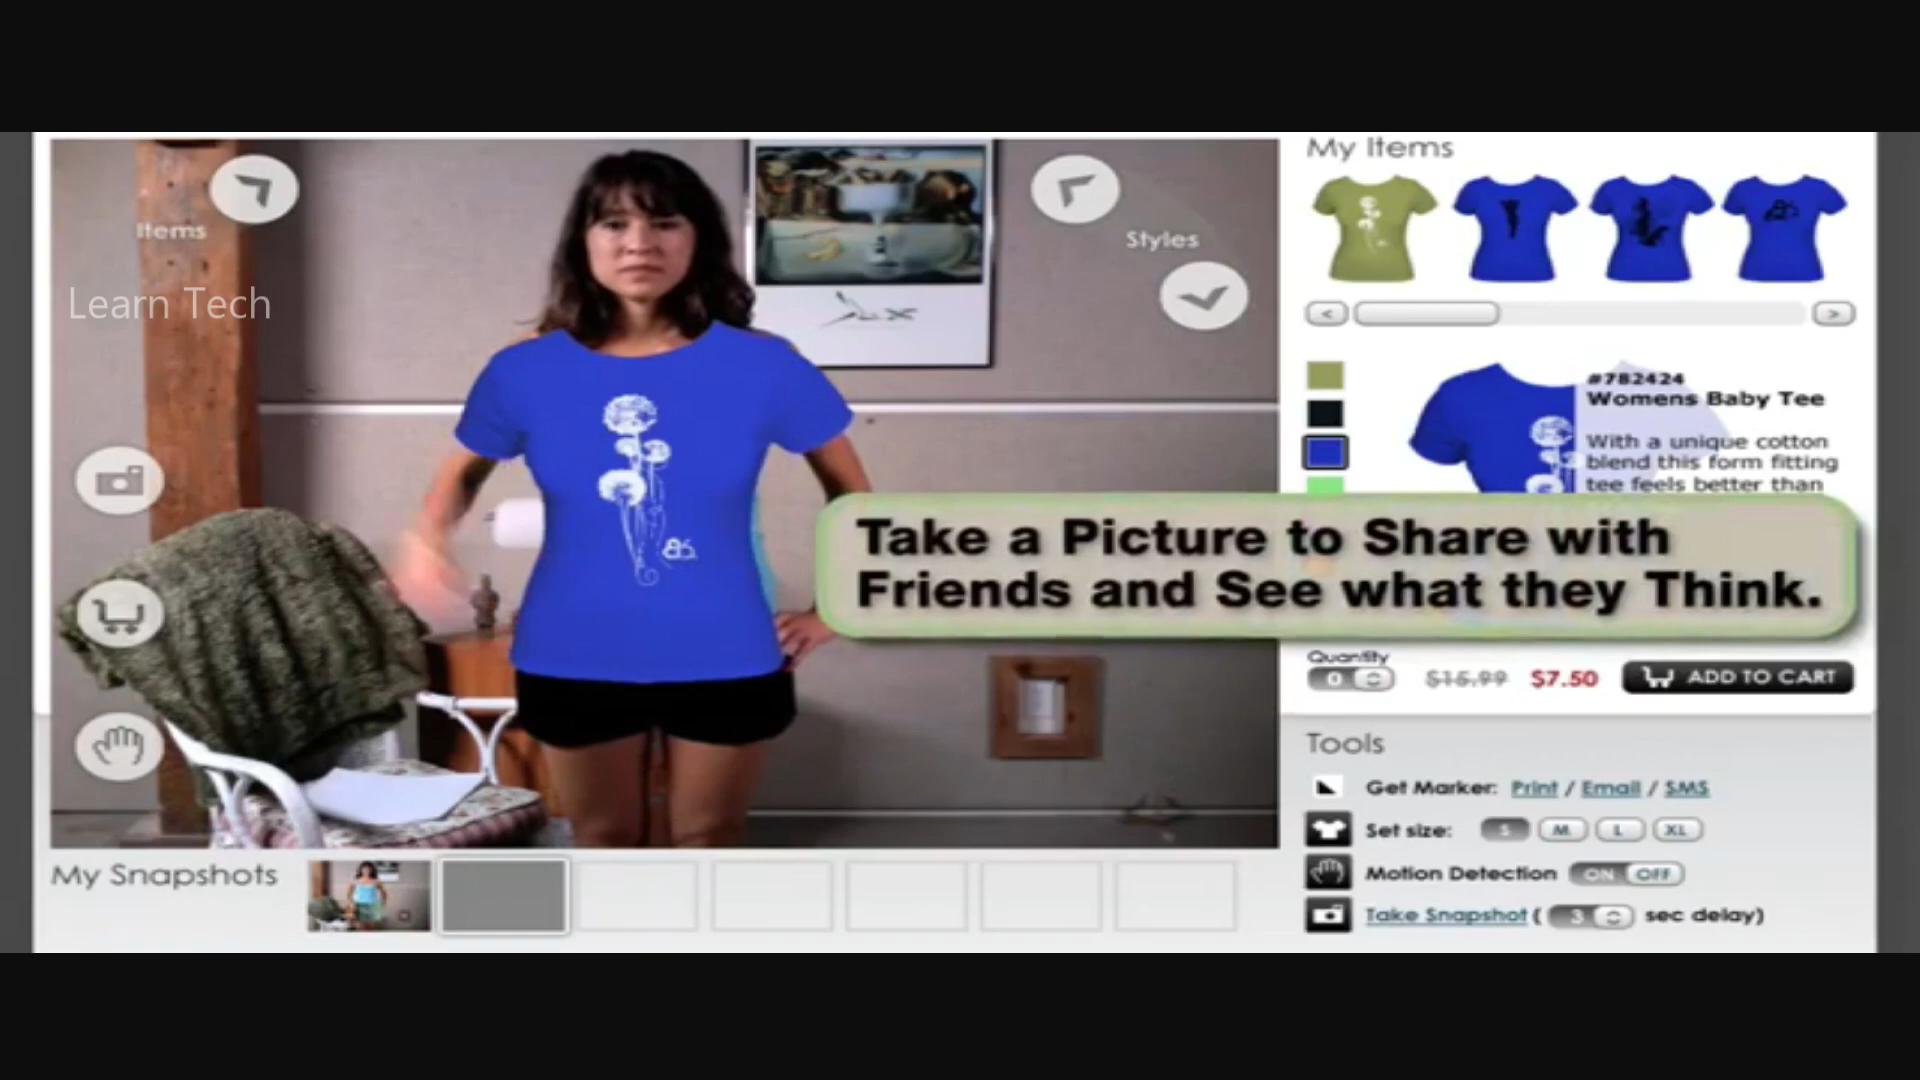 My Items
Items
Styles
Learn Tech
<
>
#782424
Womens Baby Tee
With a unique cotton
blend this form fitting
tee feels better than
86
Take a Picture to Share with
Friends and See what they Think.
Quantity
0 $15.99 $7.50 ADD TO CART
Tools
Get Marker: Print / Email / SMS
Set size: S M L XL
My Snapshots
Motion Detection ON OFF
Take Snapshot ( 3 sec delay)